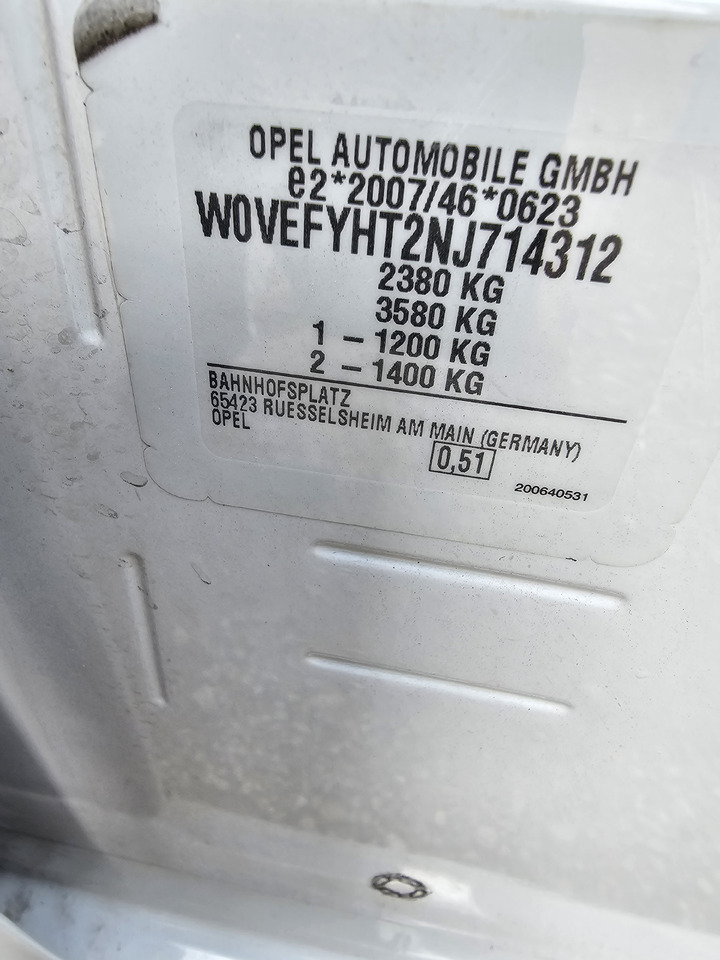 OPEL AUTOMOBILE GMBH
e2*2007/46*0623
W0VEFYHT2NJ714312
2380 KG
3580 KG
1 - 1200 KG
2 - 1400 KG
BAHNHOFSPLATZ
65423 RUESSELSHEIM AM MAIN (GERMANY)
OPEL
0,51
200640531